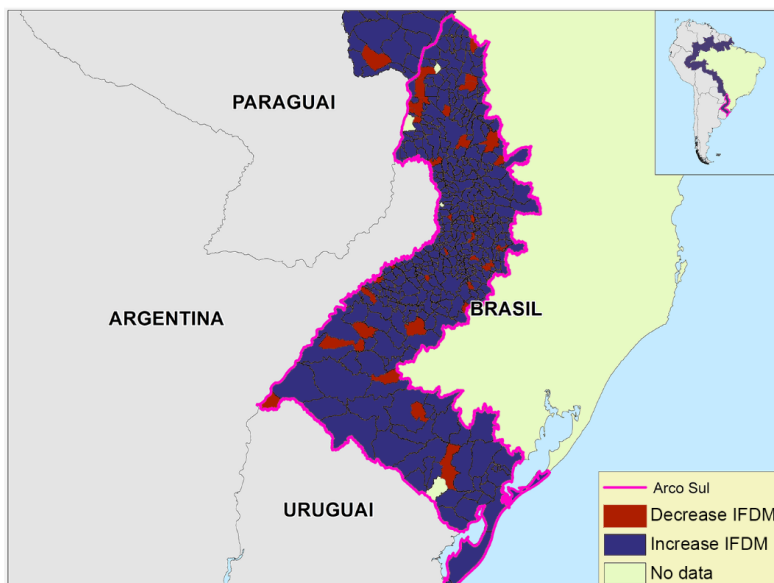 PARAGUAI
ARGENTINA
BRASIL
URUGUAI
Arco Sul
Decrease IFDM
Increase IFDM
No data